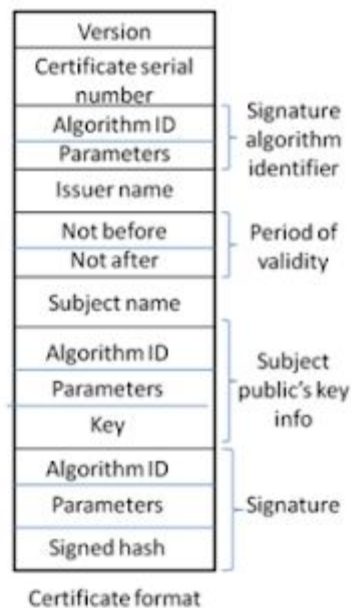 Version
Certificate serial
number
Algorithm ID
Parameters
Signature
algorithm
identifier
Issuer name
Not before
Not after
Period of
validity
Subject name
Algorithm ID
Parameters
Key
Subject
public's key
info
Algorithm ID
Parameters
Signed hash
Signature
Certificate format